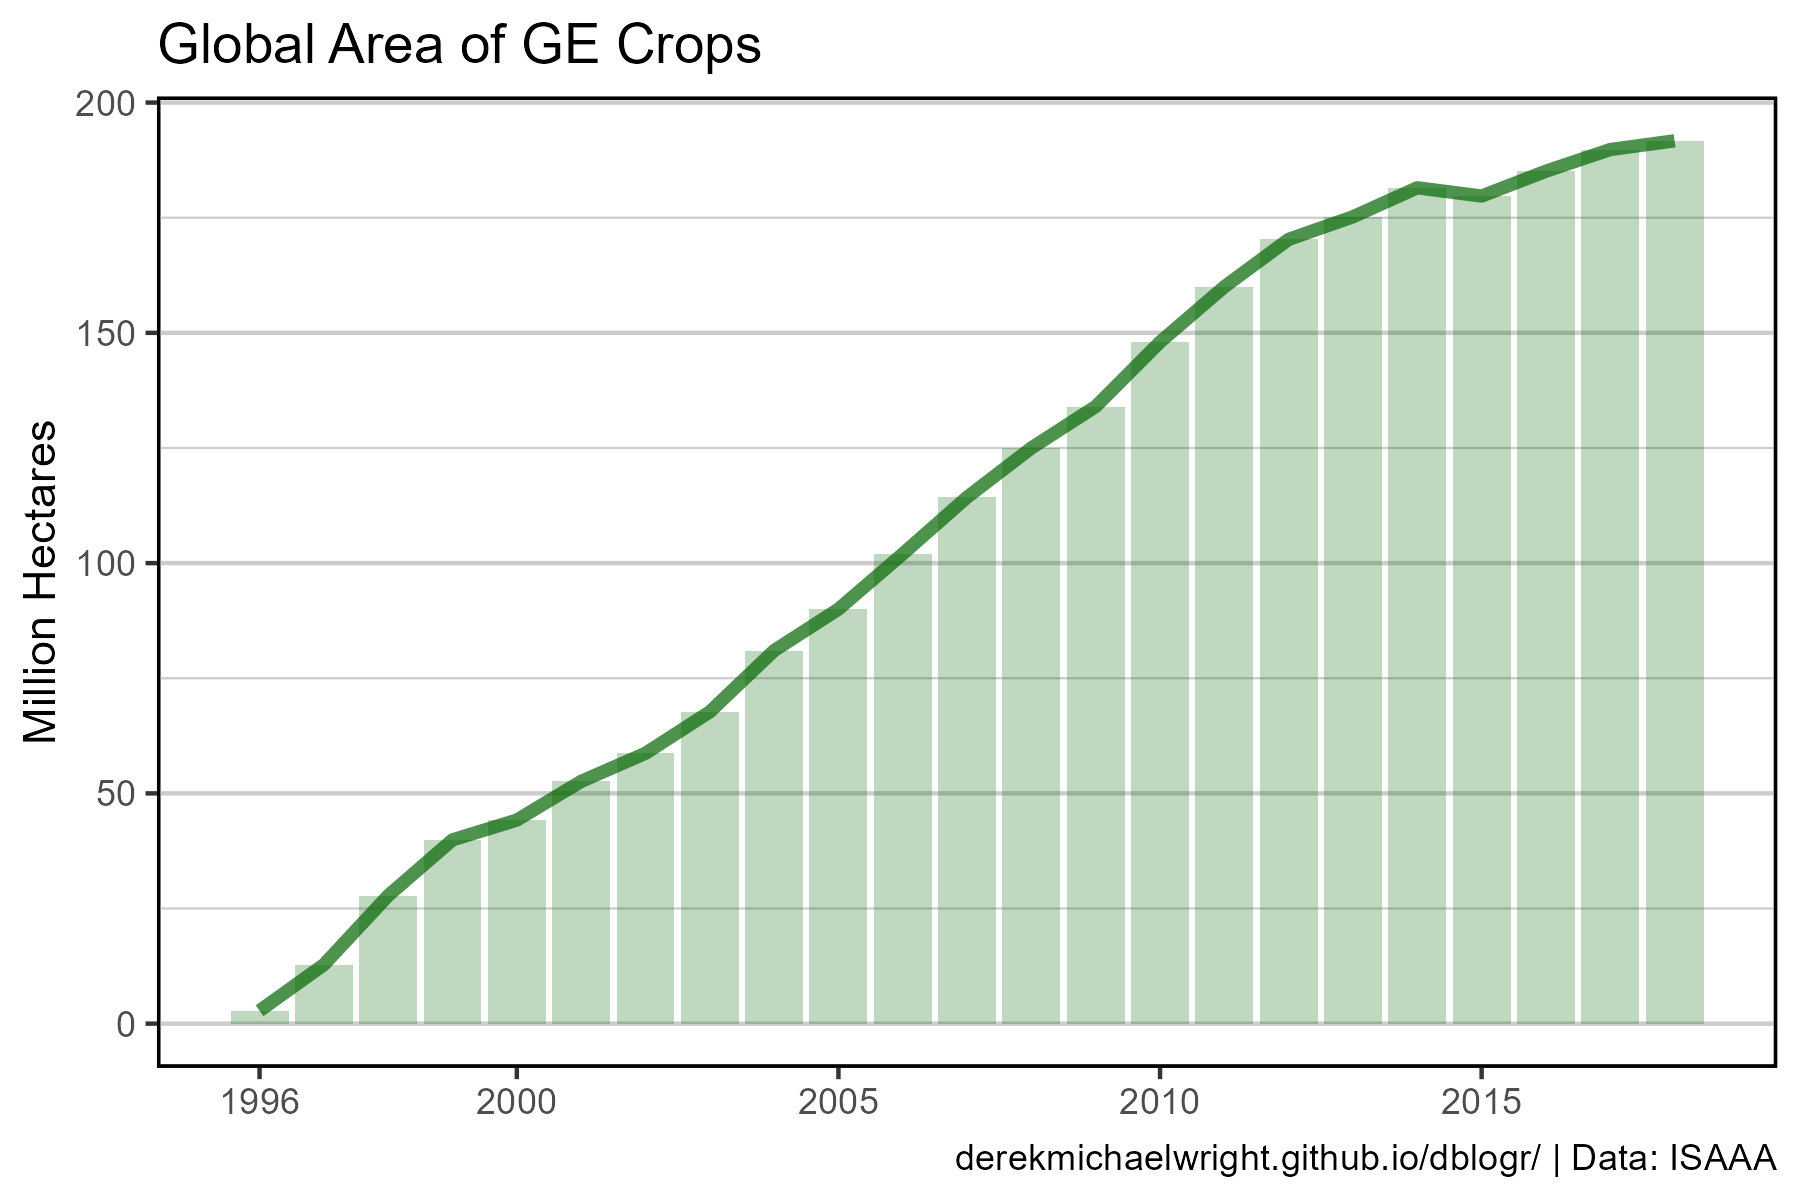 Global Area of GE Crops
200
150
100
50
0
Million Hectares
1996 2000 2005 2010 2015
derekmichaelwright.github.io/dblogr/ | Data: ISAAA